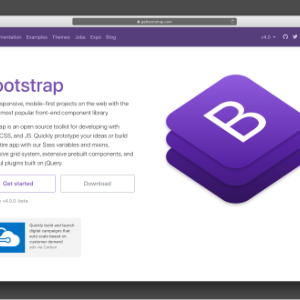 getbootstrap.com
mentation Examples Themes Jobs Expo Blog
v4.0
ootstrap
sponsive, mobile-first projects on the web with the
most popular front-end component library.
ap is an open source toolkit for developing with
CSS, and JS. Quickly prototype your ideas or build
tire app with our Sass variables and mixins,
sive grid system, extensive prebuilt components, and
ul plugins built on jQuery.
Get started
Download
v4.0.0-beta
Quickly build and launch
digital campaigns that
auto scale based on
customer demand
ads via Carbon
B